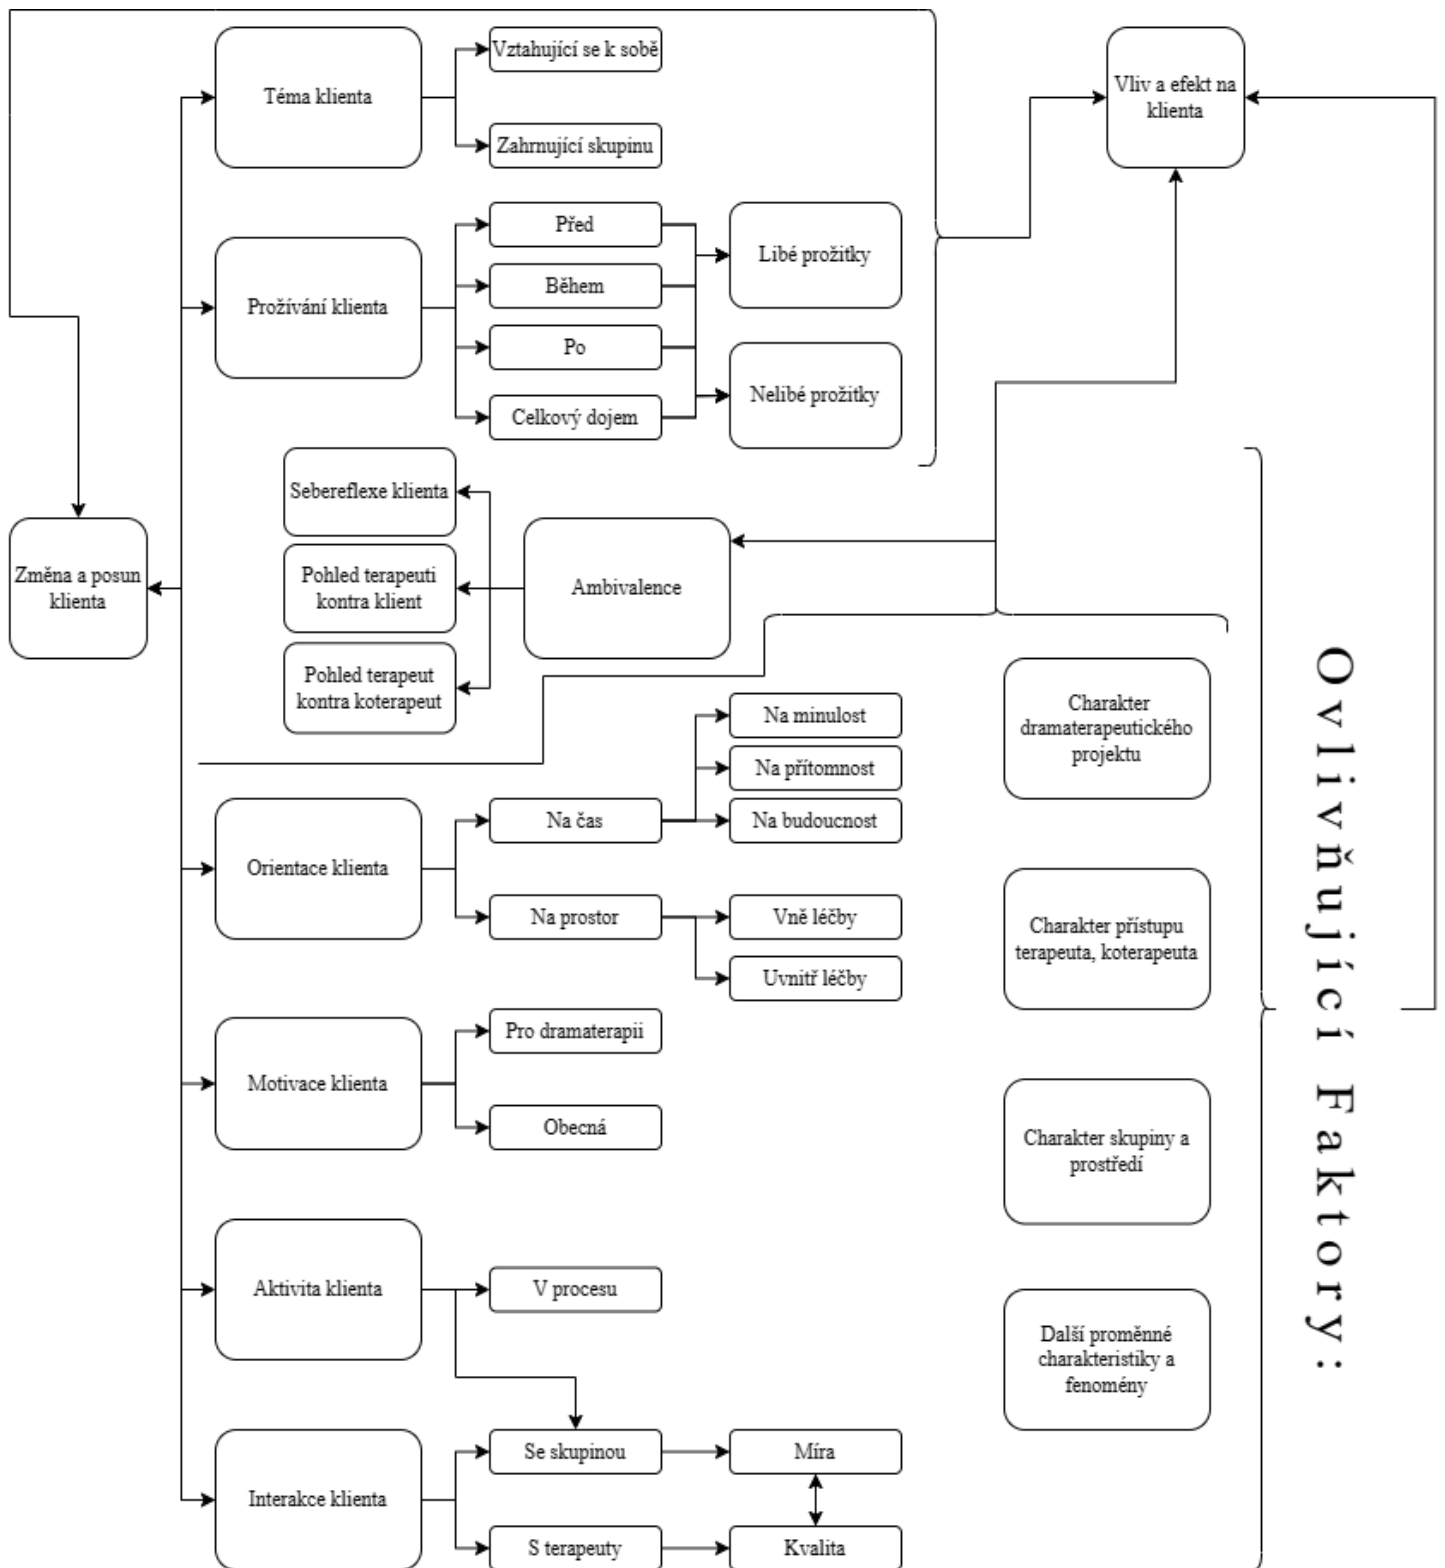 Téma klienta
Vztahující se k sobě
Zahrnující skupinu
Vliv a efekt na
klienta
Prožívání klienta
Před
Během
Po
Celkový dojem
Libé prožitky
Nelibé prožitky
Změna a posun
klienta
Sebereflexe klienta
Pohled terapeuti
kontra klient
Pohled terapeut
kontra koterapeut
Ambivalence
Orientace klienta
Na čas
Na minulost
Na přítomnost
Na budoucnost
Na prostor
Vně léčby
Uvnitř léčby
Motivace klienta
Pro dramaterapii
Obecná
Aktivita klienta
V procesu
Interakce klienta
Se skupinou
Míra
S terapeuty
Kvalita
Charakter
dramaterapeutického
projektu
Charakter přístupu
terapeuta, koterapeuta
Charakter skupiny a
prostředí
Další proměnné
charakteristiky a
fenomény
Ovlivňující Faktory: